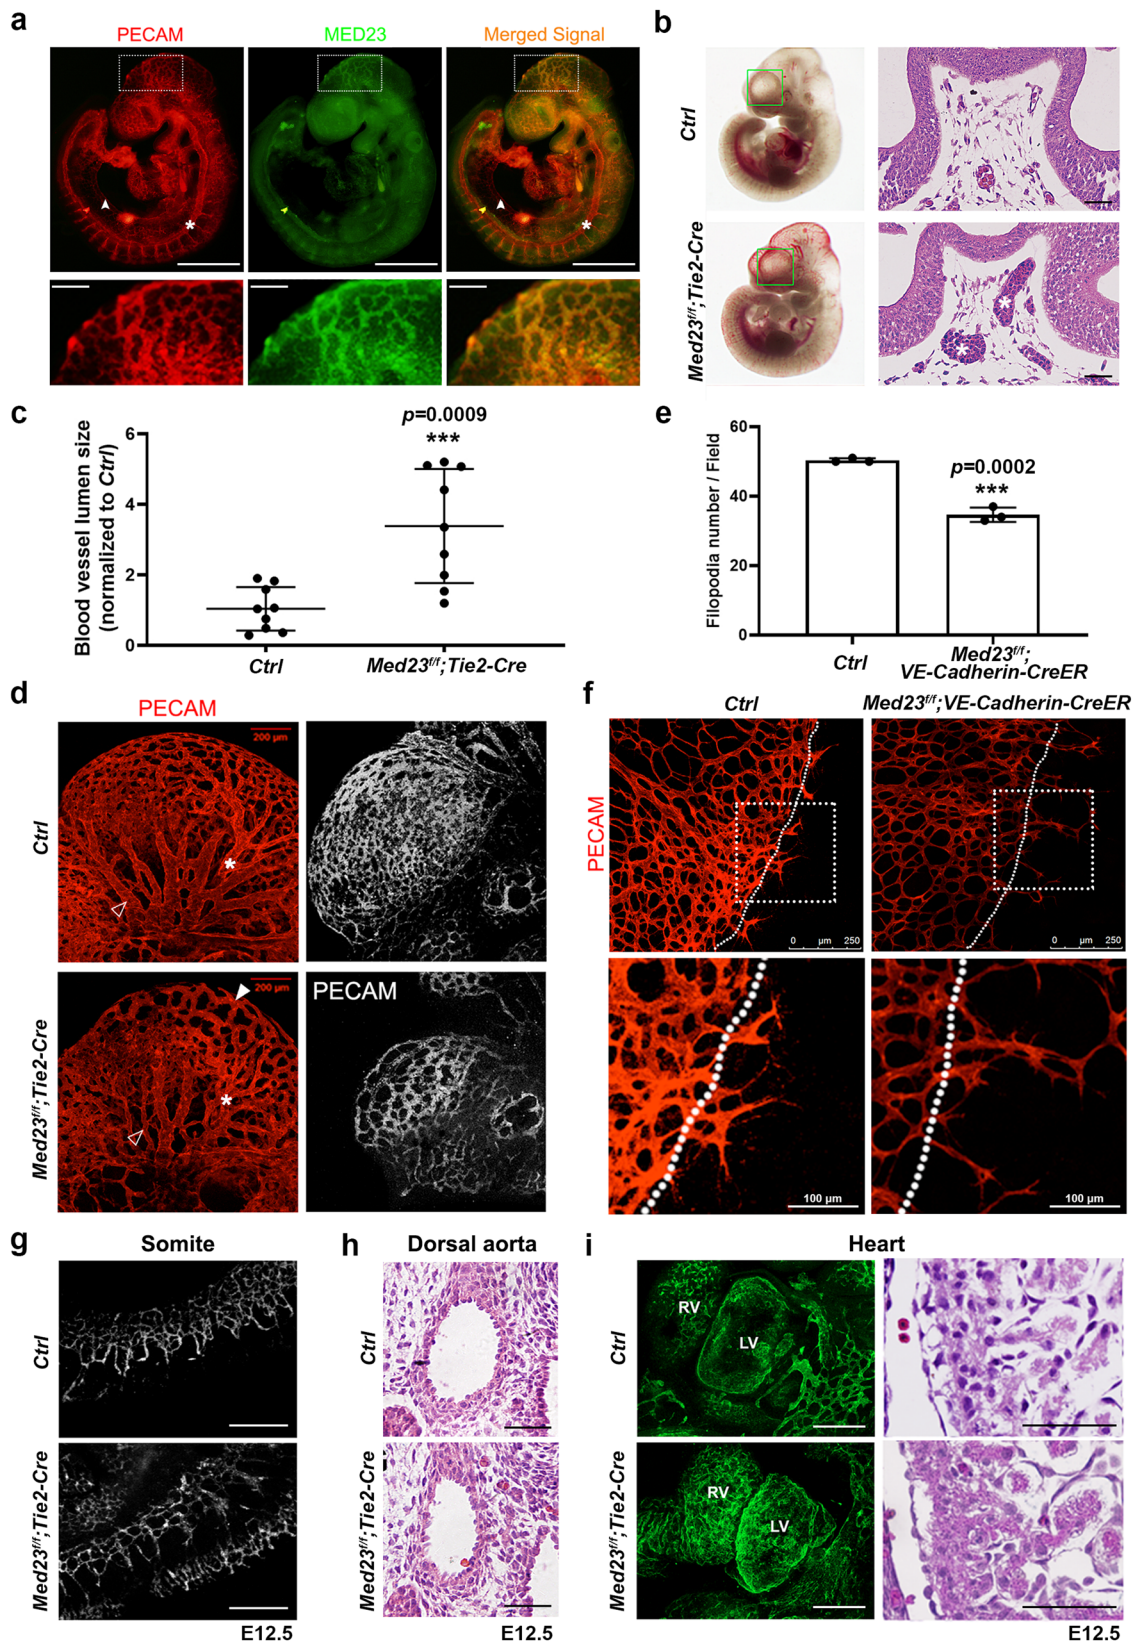 a
PECAM
MED23
Merged Signal
*
*
b
Ctrl
Med23f/f;Tie2-Cre
*
*
c
Blood vessel lumen size
(normalized to Ctrl)
6
4
2
0
p=0.0009
***
Ctrl
Med23f/f;Tie2-Cre
e
Filopodia number / Field
60
40
20
0
p=0.0002
***
Ctrl
Med23f/f;
VE-Cadherin-CreER
d
PECAM
Ctrl
200 µm
*
Med23f/f;Tie2-Cre
200 µm
*
PECAM
f
Ctrl
Med23f/f;VE-Cadherin-CreER
PECAM
0 µm 250
0 µm 250
100 µm
100 µm
g
Somite
Ctrl
Med23f/f;Tie2-Cre
E12.5
h
Dorsal aorta
Ctrl
Med23f/f;Tie2-Cre
E12.5
i
Heart
Ctrl
RV
LV
Med23f/f;Tie2-Cre
RV
LV
E12.5